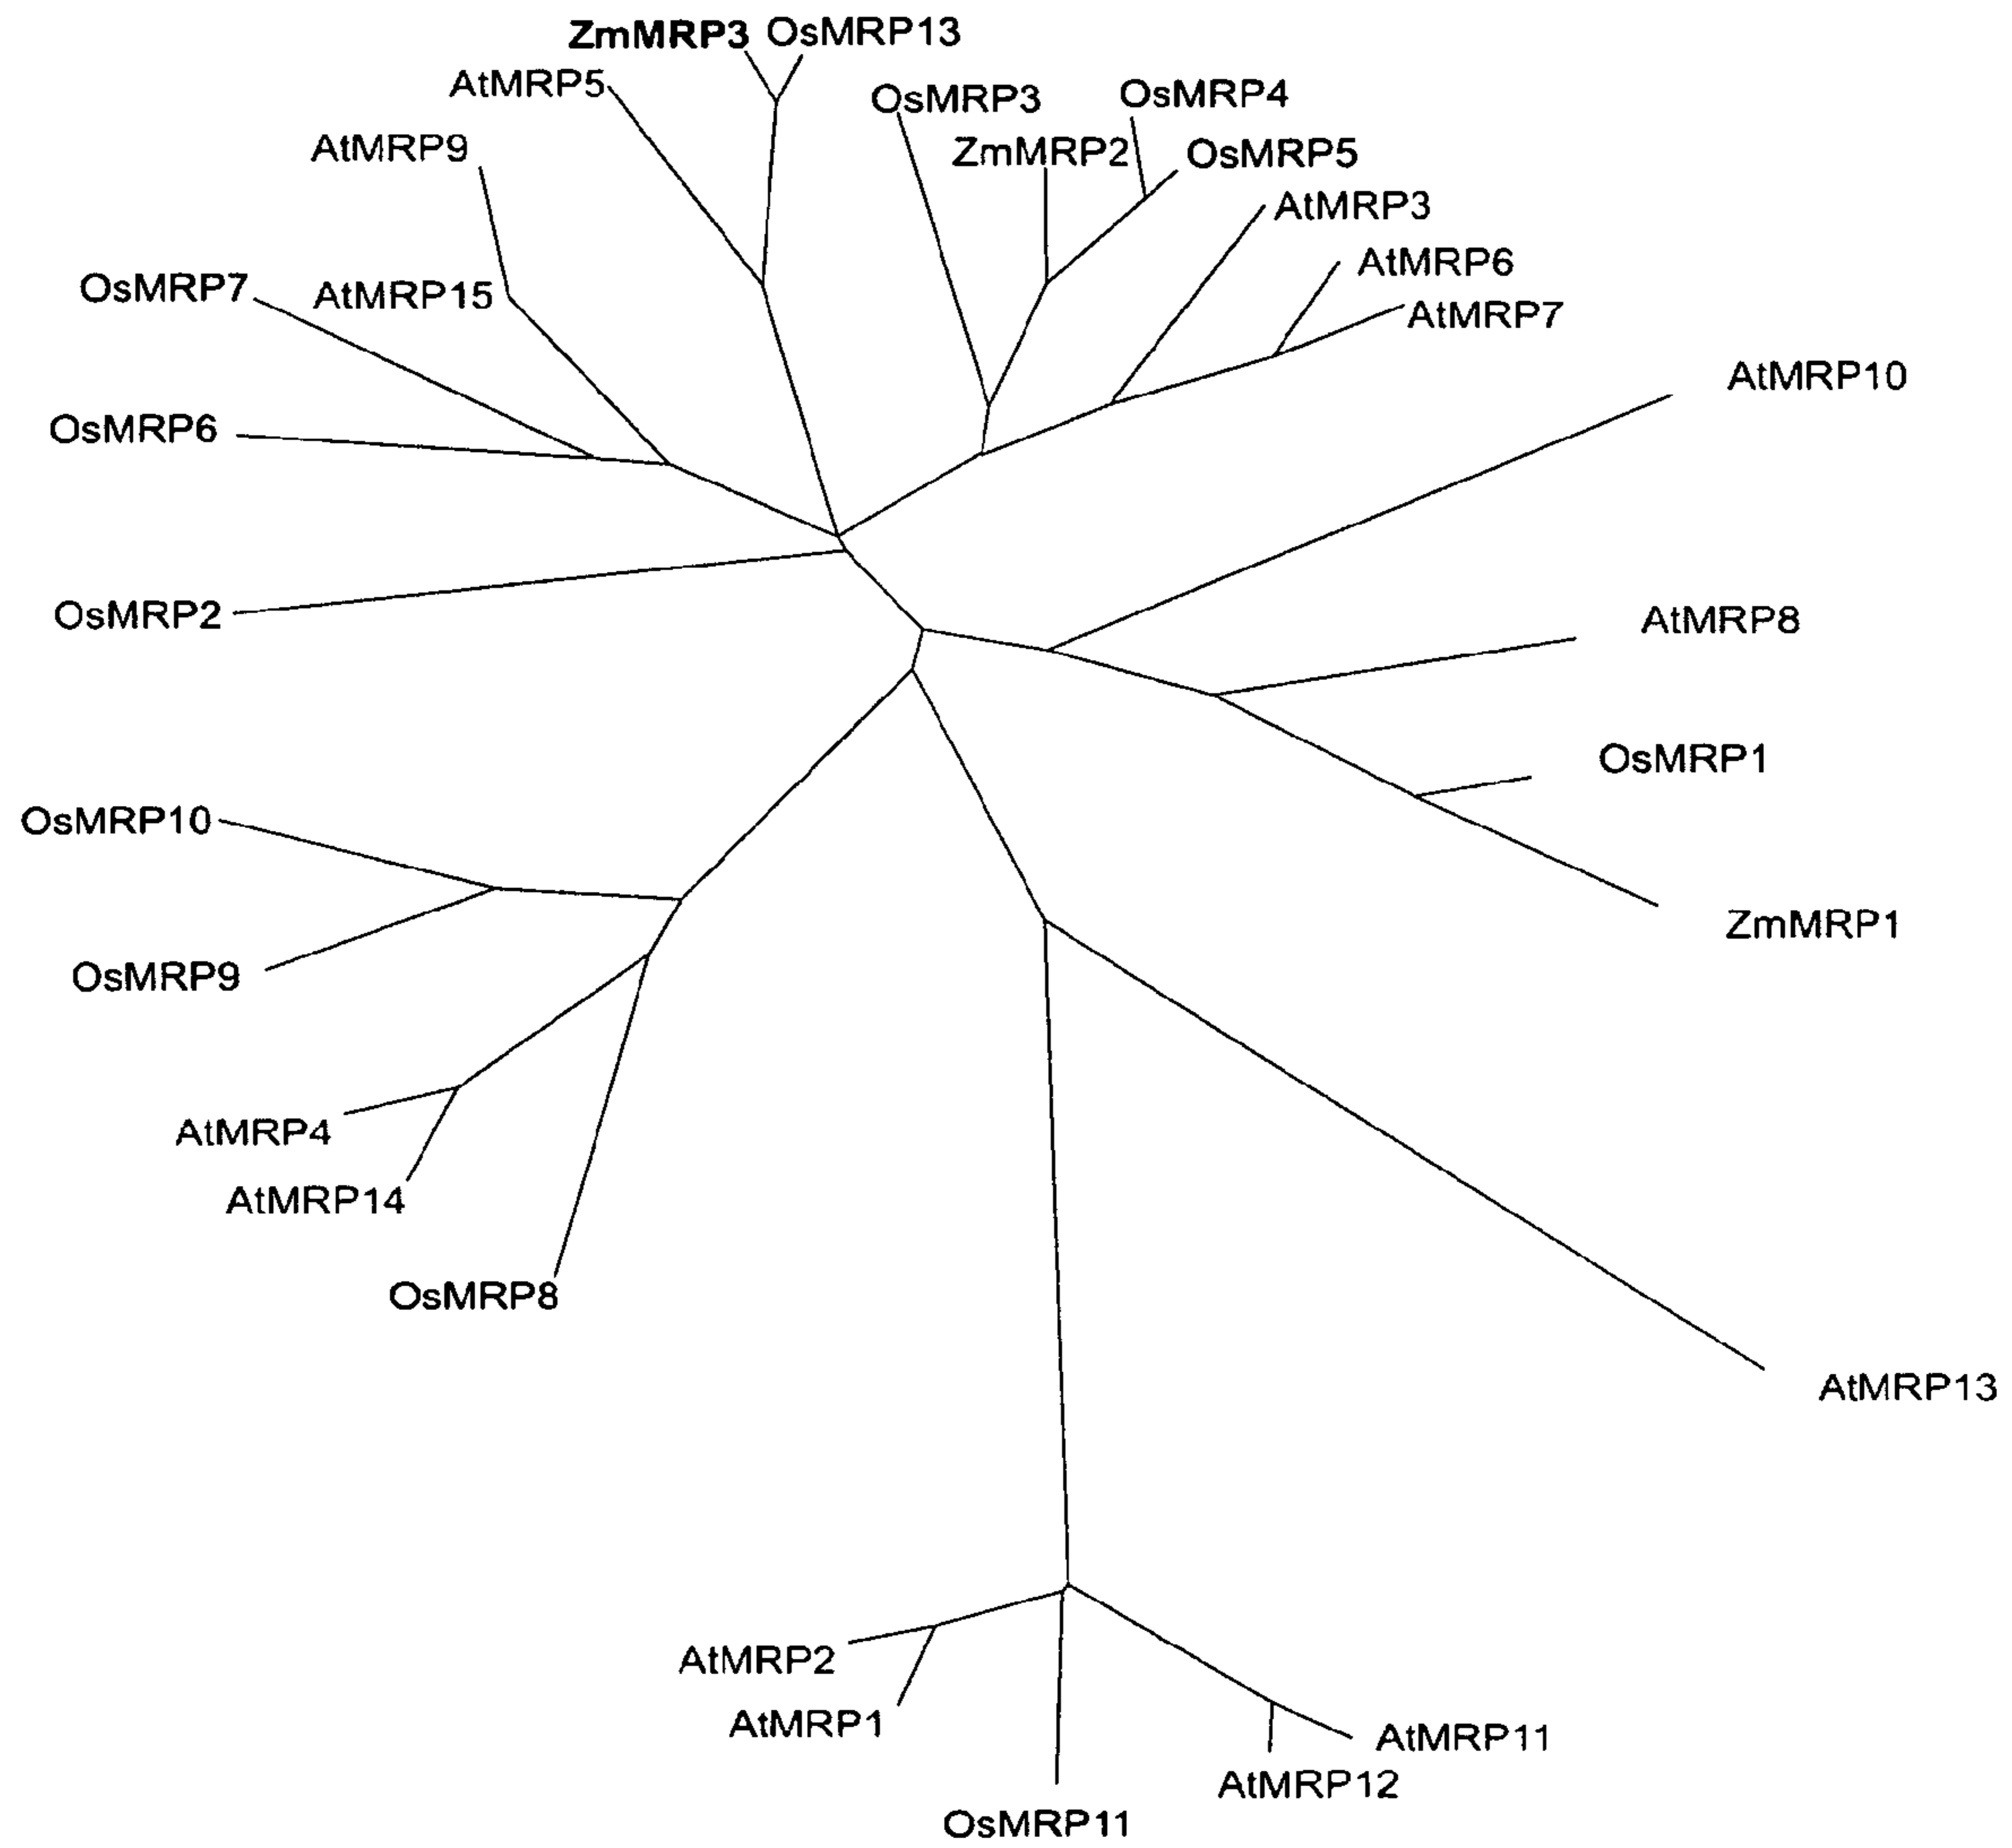 ZmMRP3 OsMRP13
AtMRP5
OsMRP3
OsMRP4
AtMRP9
ZmMRP2
OsMRP5
AtMRP3
AtMRP6
OsMRP7
AtMRP15
AtMRP7
AtMRP10
OsMRP6
OsMRP2
AtMRP8
OsMRP1
OsMRP10
ZmMRP1
OsMRP9
AtMRP4
AtMRP14
OsMRP8
AtMRP13
AtMRP2
AtMRP1
AtMRP11
AtMRP12
OsMRP11